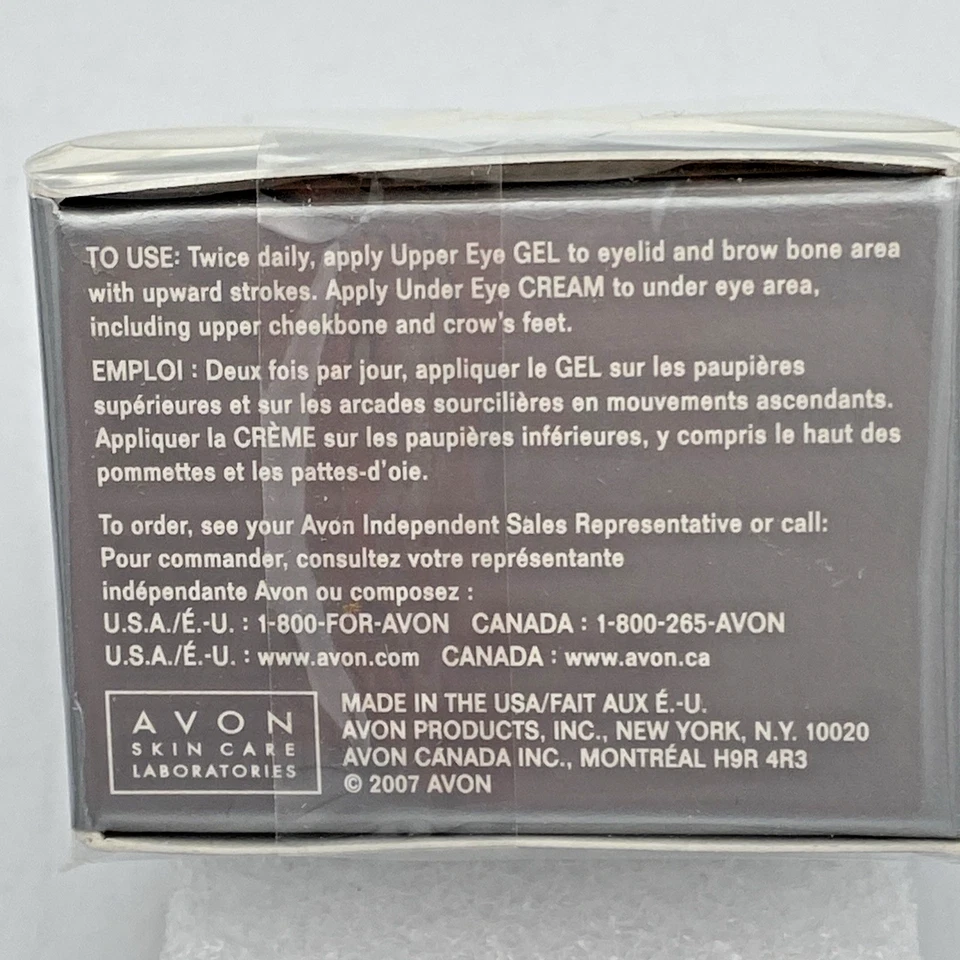 TO USE: Twice daily, apply Upper Eye GEL to eyelid and brow bone area
with upward strokes. Apply Under Eye CREAM to under eye area,
including upper cheekbone and crow's feet.
EMPLOI : Deux fois par jour, appliquer le GEL sur les paupières
supérieures et sur les arcades sourcilières en mouvements ascendants.
Appliquer la CRÈME sur les paupières inférieures, y compris le haut des
pommettes et les pattes-d'oie.
To order, see your Avon Independent Sales Representative or call:
Pour commander, consultez votre représentante
indépendante Avon ou composez :
U.S.A./É.-U. : 1-800-FOR-AVON CANADA : 1-800-265-AVON
U.S.A./É.-U. : www.avon.com CANADA : www.avon.ca
AVON
SKIN CARE
LABORATORIES
MADE IN THE USA/FAIT AUX É.-U.
AVON PRODUCTS, INC., NEW YORK, N.Y. 10020
AVON CANADA INC., MONTRÉAL H9R 4R3
© 2007 AVON